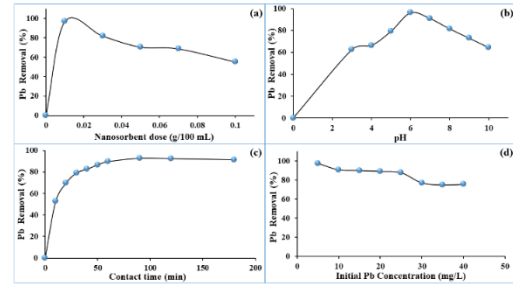 (a)
Pb Removal (%)
100
80
60
40
20
0
0 0.02 0.04 0.06 0.08 0.1
Nanosorbent dose (g/100 mL)
(b)
Pb Removal (%)
100
80
60
40
20
0
0 2 4 6 8 10
pH
(c)
Pb Removal (%)
100
80
60
40
20
0
0 50 100 150 200
Contact time (min)
(d)
Pb Removal (%)
100
80
60
40
20
0
0 10 20 30 40 50
Initial Pb Concentration (mg/L)